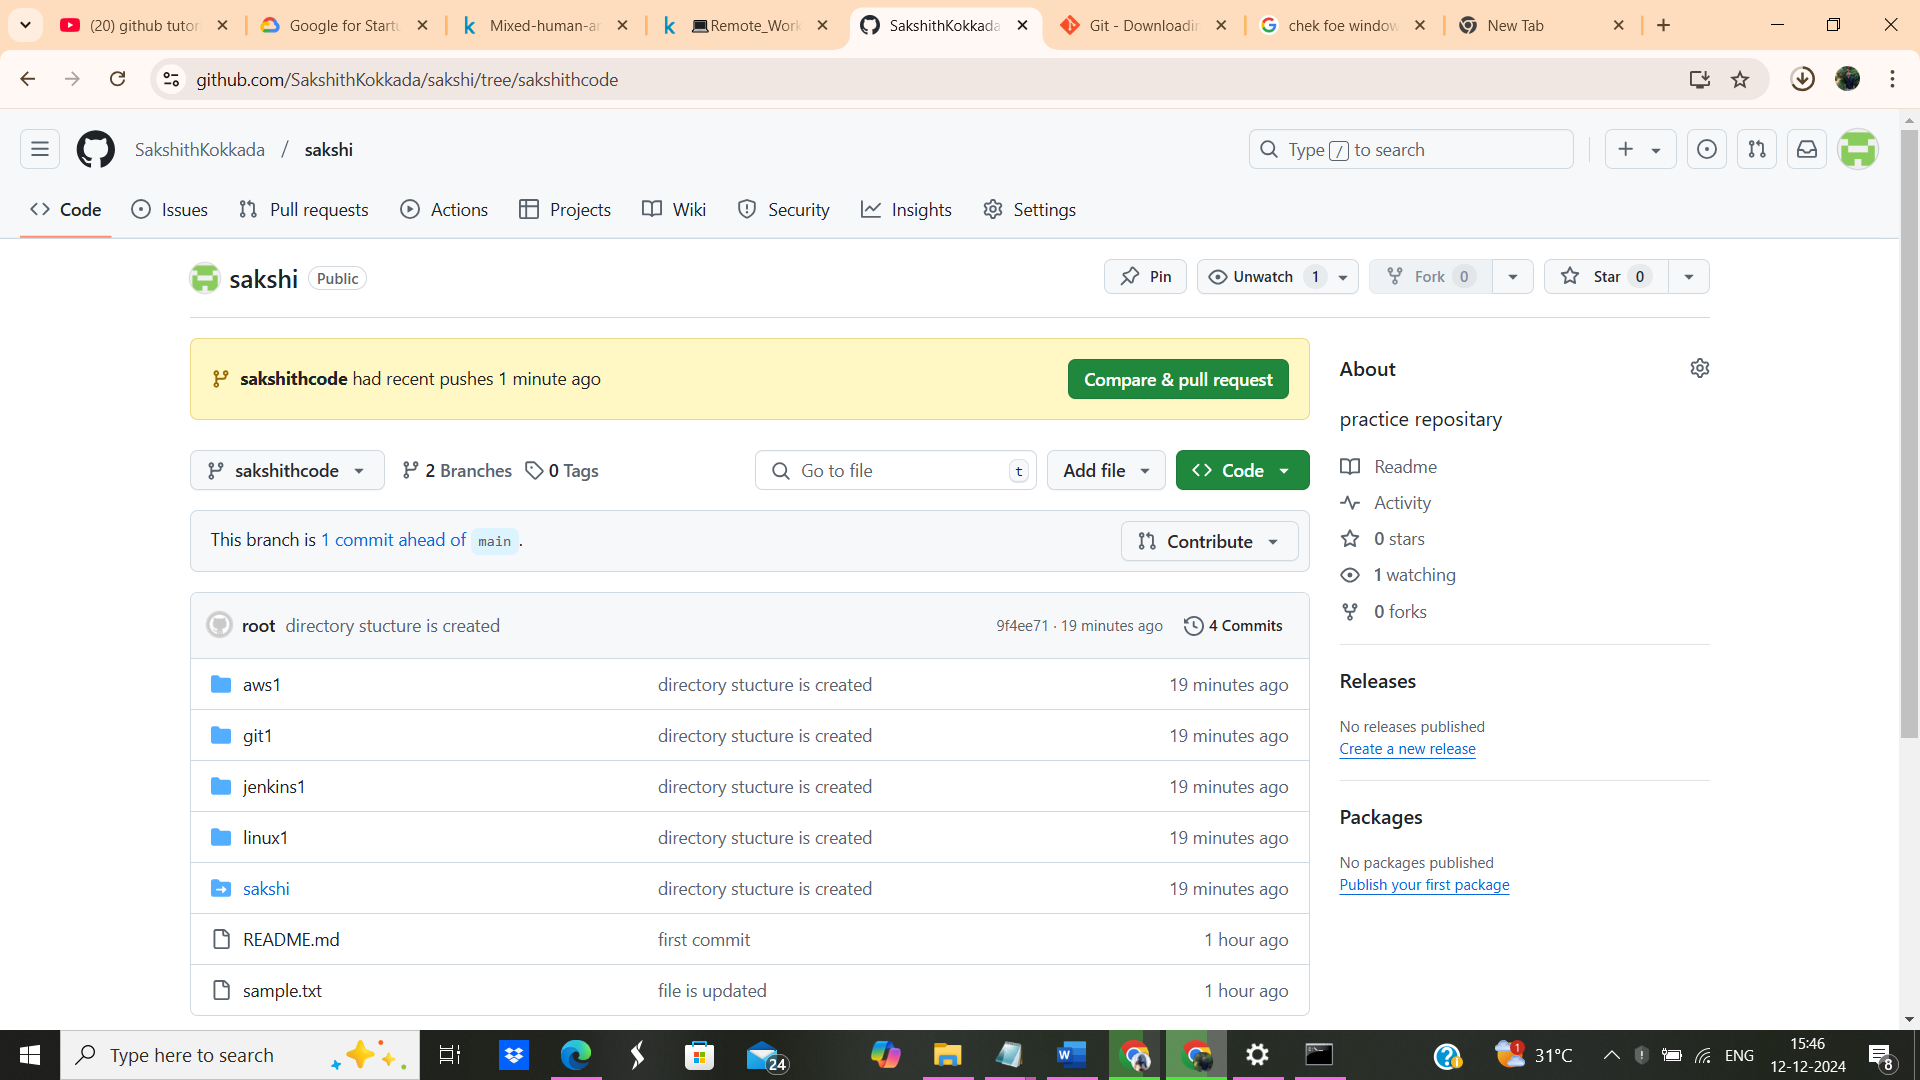 (20) github tutor
Google for Startu
Mixed-human-ar
Remote_Work
SakshithKokkada
Git - Downloadin
chek foe window
New Tab
github.com/SakshithKokkada/sakshi/tree/sakshithcode
SakshithKokkada / sakshi
Type / to search
Code
Issues
Pull requests
Actions
Projects
Wiki
Security
Insights
Settings
sakshi Public
Pin
Unwatch 1
Fork 0
Star 0
sakshithcode had recent pushes 1 minute ago
Compare & pull request
sakshithcode
2 Branches
0 Tags
Go to file t
Add file
Code
This branch is 1 commit ahead of main .
Contribute
root directory stucture is created 9f4ee71 · 19 minutes ago 4 Commits
aws1 directory stucture is created 19 minutes ago
git1 directory stucture is created 19 minutes ago
jenkins1 directory stucture is created 19 minutes ago
linux1 directory stucture is created 19 minutes ago
sakshi directory stucture is created 19 minutes ago
README.md first commit 1 hour ago
sample.txt file is updated 1 hour ago
About
practice repositary
Readme
Activity
0 stars
1 watching
0 forks
Releases
No releases published
Create a new release
Packages
No packages published
Publish your first package
Type here to search
24
1
31°C
ENG
15:46
12-12-2024
8